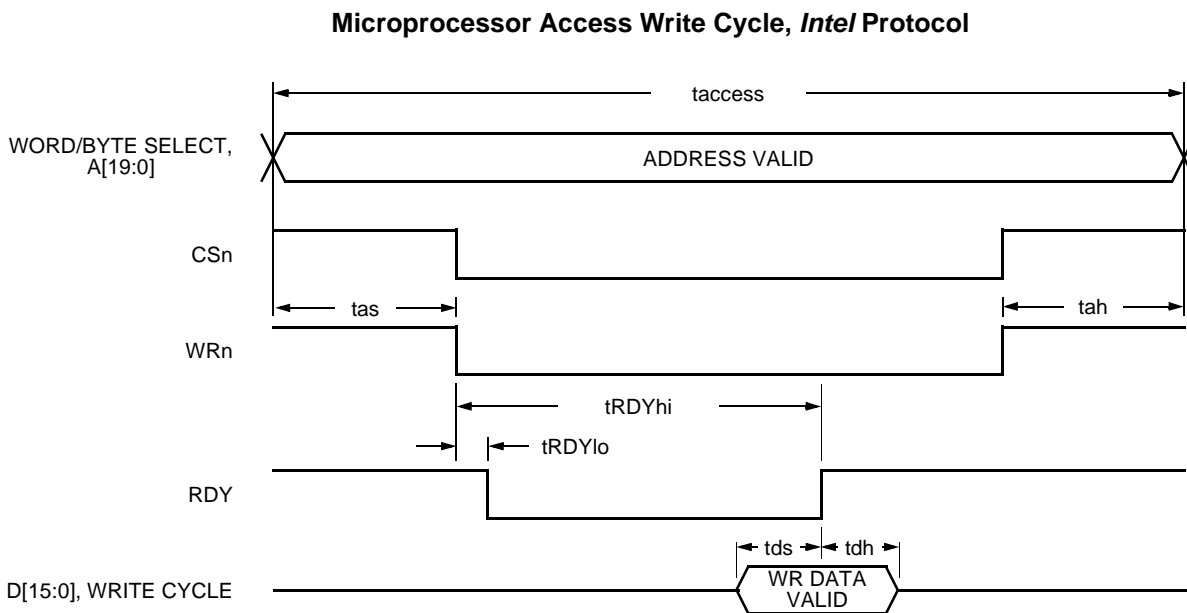 Microprocessor Access Write Cycle, Intel Protocol
taccess
WORD/BYTE SELECT,
A[19:0]
ADDRESS VALID
CSn
tas
tah
WRn
tRDYhi
tRDYlo
RDY
tds
tdh
D[15:0], WRITE CYCLE
WR DATA
VALID